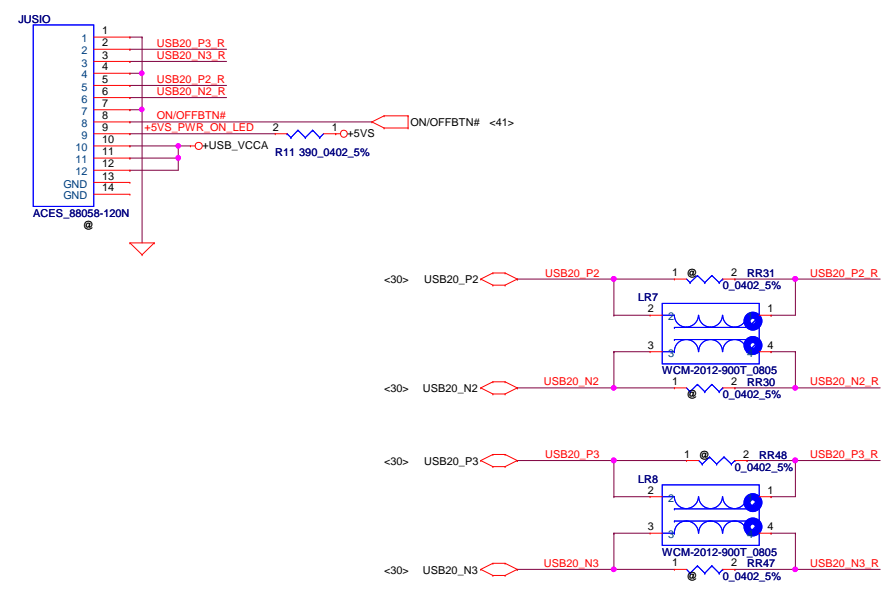 JUSIO
1 1
2 2 USB20_P3_R
3 3 USB20_N3_R
4 4
5 5 USB20_P2_R
6 6 USB20_N2_R
7 7
8 8 ON/OFFBTN# ON/OFFBTN# <41>
9 9 +5VS_PWR_ON_LED 2 1 +5VS
10 10 +USB_VCCA
R11 390_0402_5%
11 11
12 12
GND 13
GND 14
ACES_88058-120N
@
<30> USB20_P2 USB20_P2 1 @ 2 RR31 USB20_P2_R
0_0402_5%
LR7
2 2 1
3 3 4
WCM-2012-900T_0805
<30> USB20_N2 USB20_N2 1 2 RR30 USB20_N2_R
@ 0_0402_5%
<30> USB20_P3 USB20_P3 1 @ 2 RR48 USB20_P3_R
0_0402_5%
LR8
2 2 1
3 3 4
WCM-2012-900T_0805
<30> USB20_N3 USB20_N3 1 2 RR47 USB20_N3_R
@ 0_0402_5%